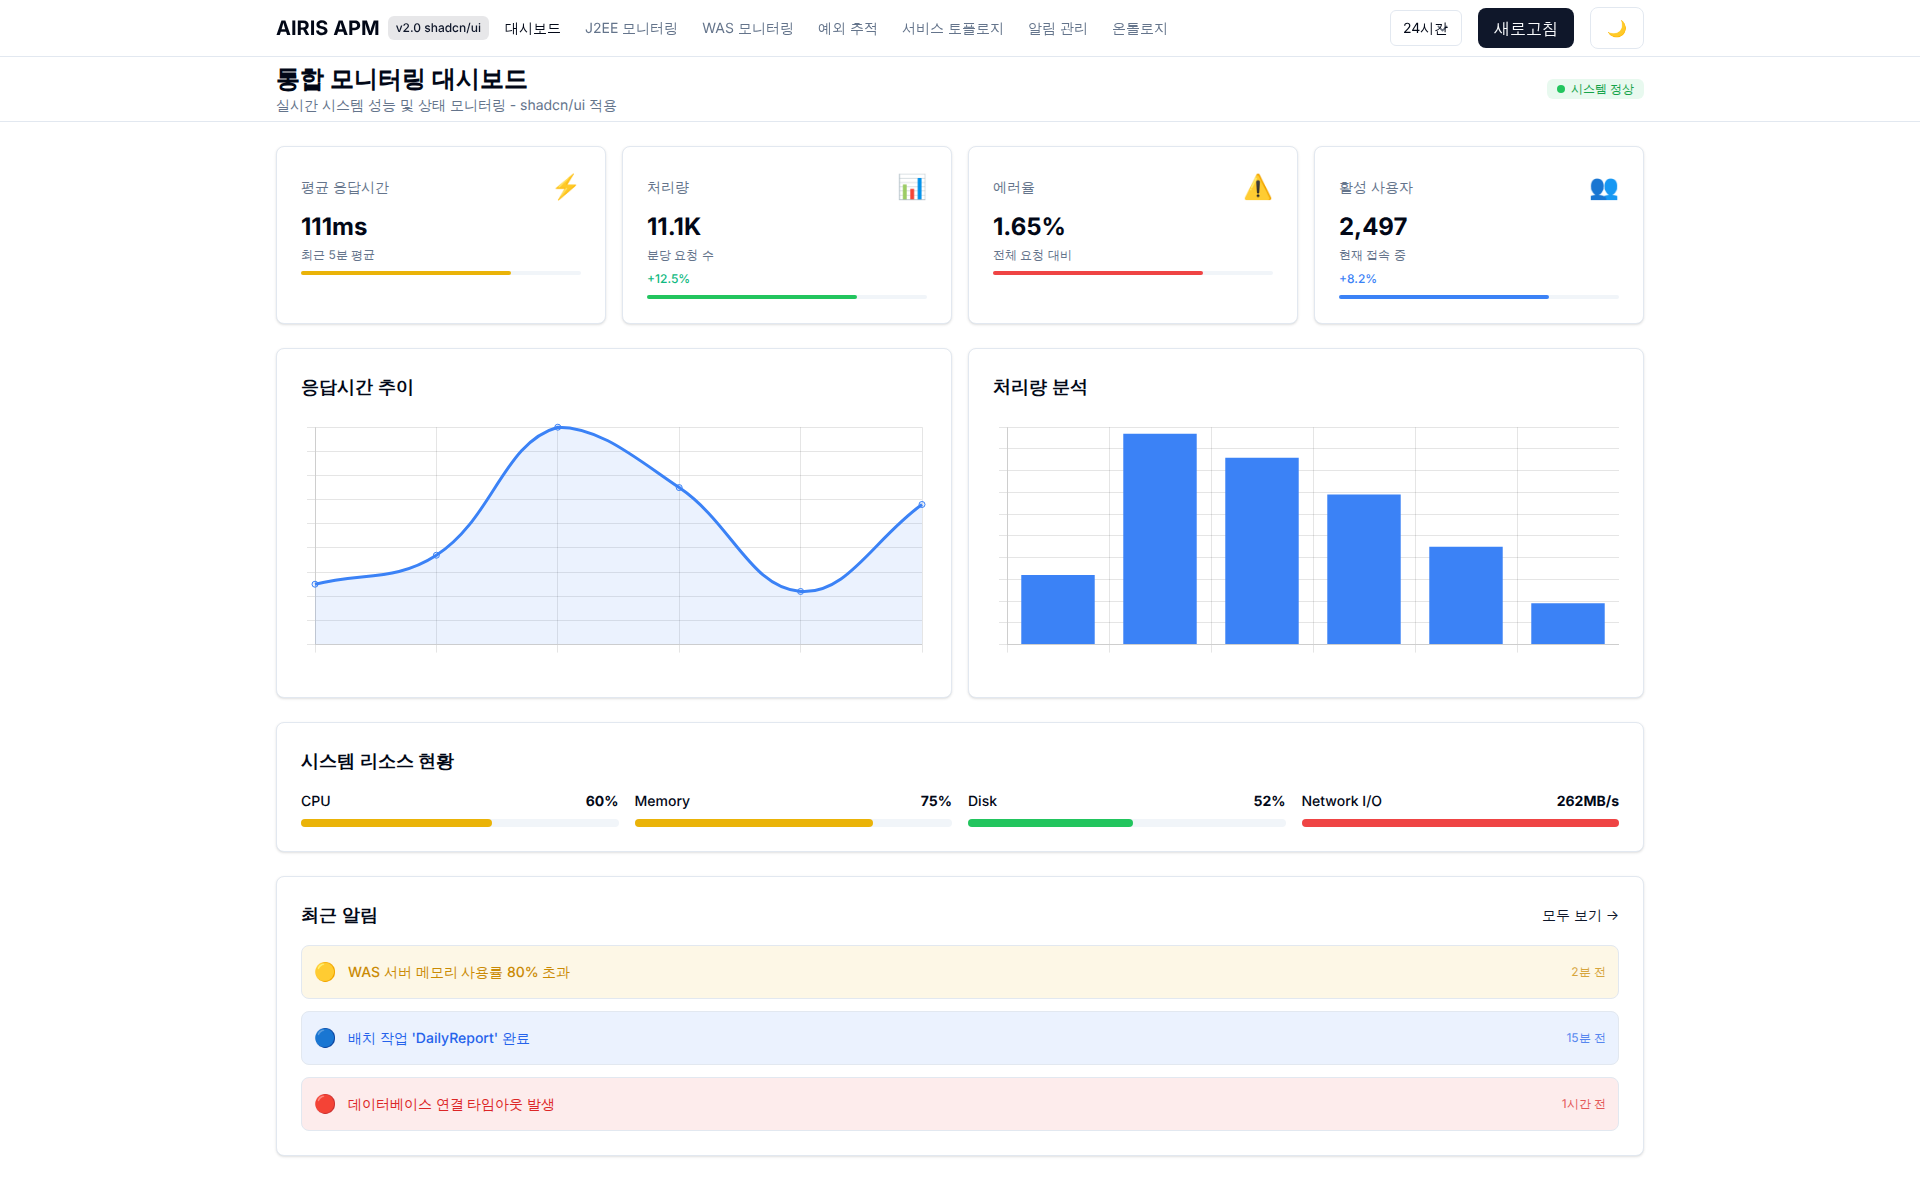 AIRIS APM v2.0 shadcn/ui 대시보드 J2EE 모니터링 WAS 모니터링 예외 추적 서비스 토폴로지 알림 관리 온톨로지 24시간 새로고침
통합 모니터링 대시보드
실시간 시스템 성능 및 상태 모니터링 - shadcn/ui 적용
시스템 정상
평균 응답시간
111ms
최근 5분 평균
처리량
11.1K
분당 요청 수
+12.5%
에러율
1.65%
전체 요청 대비
활성 사용자
2,497
현재 접속 중
+8.2%
응답시간 추이
처리량 분석
시스템 리소스 현황
CPU 60%
Memory 75%
Disk 52%
Network I/O 262MB/s
최근 알림
모두 보기 →
WAS 서버 메모리 사용률 80% 초과 2분 전
배치 작업 'DailyReport' 완료 15분 전
데이터베이스 연결 타임아웃 발생 1시간 전